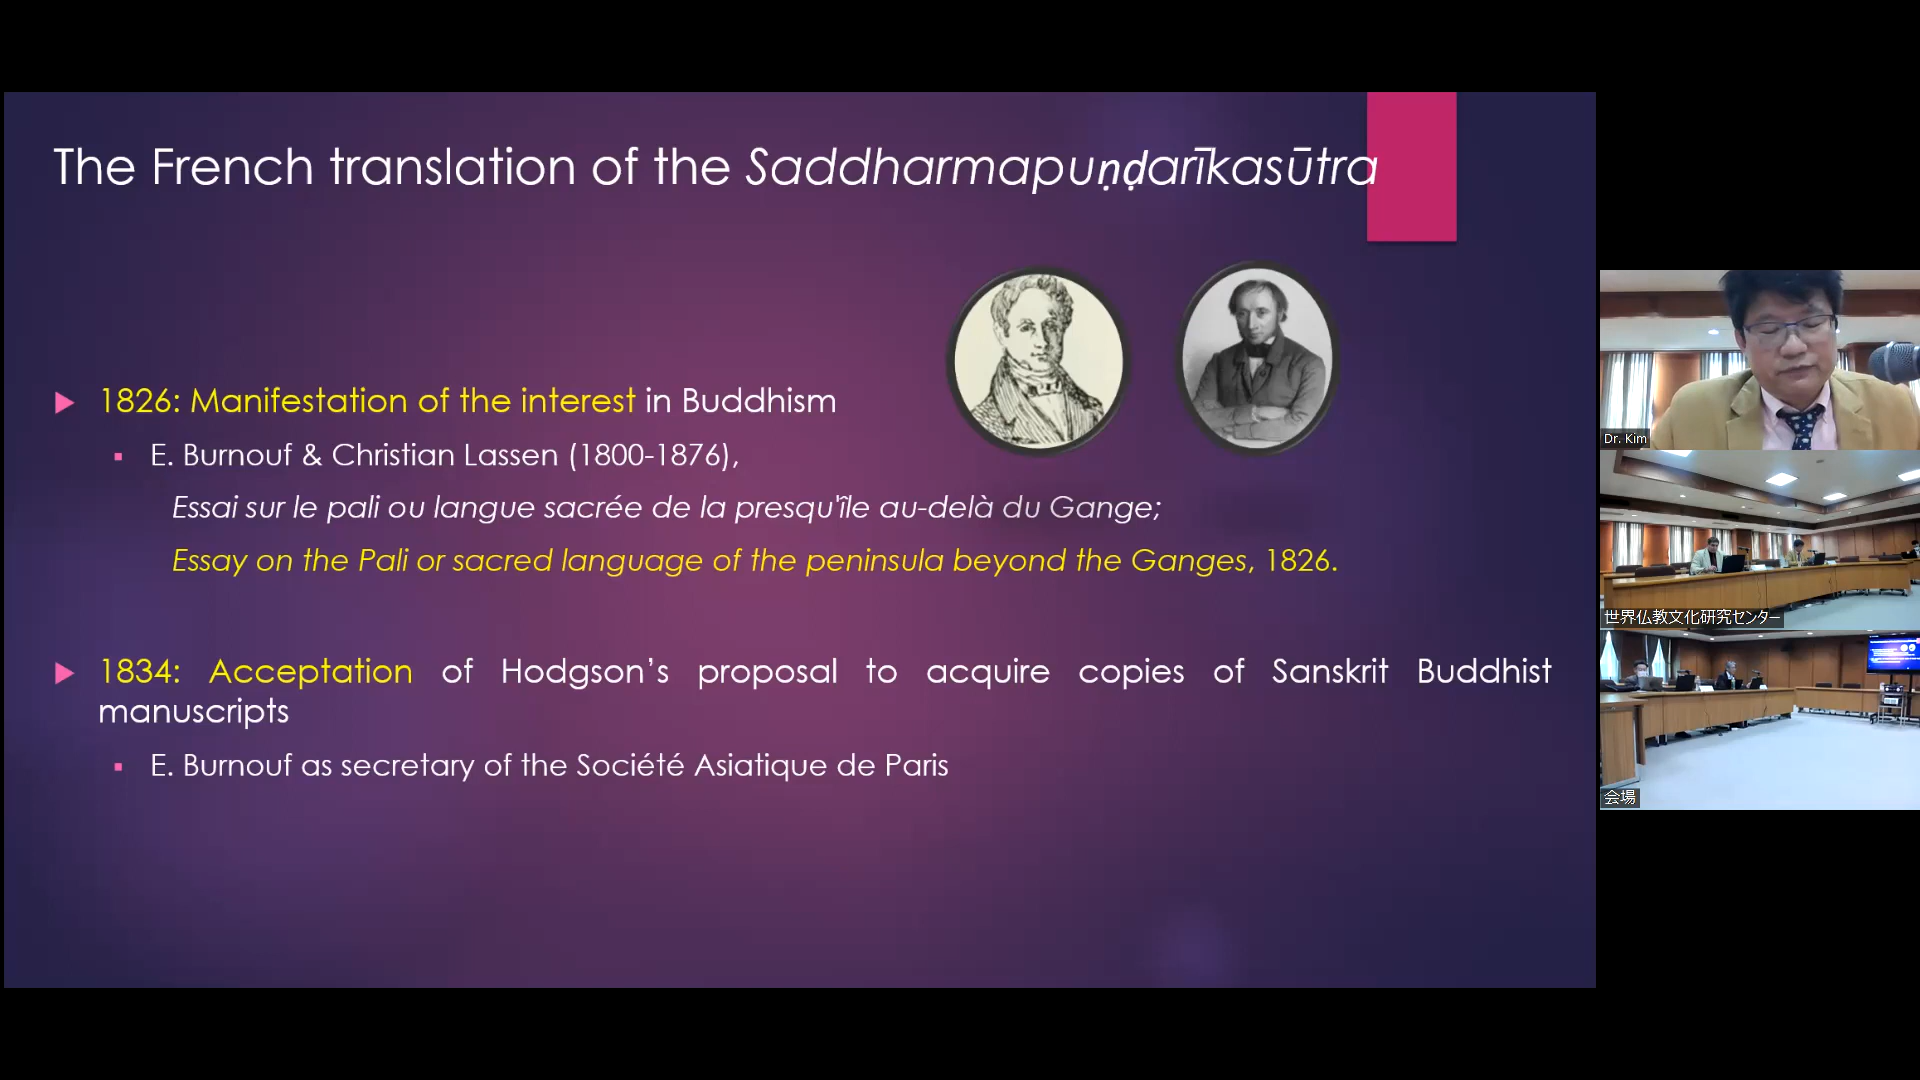 The French translation of the Saddharmapuṇḍarīkasūtra
1826: Manifestation of the interest in Buddhism
E. Burnouf & Christian Lassen (1800-1876),
Essai sur le pali ou langue sacrée de la presqu'île au-delà du Gange;
Essay on the Pali or sacred language of the peninsula beyond the Ganges, 1826.
1834: Acceptation of Hodgson’s proposal to acquire copies of Sanskrit Buddhist
manuscripts
E. Burnouf as secretary of the Société Asiatique de Paris
Dr. Kim
世界仏教文化研究センター
会場